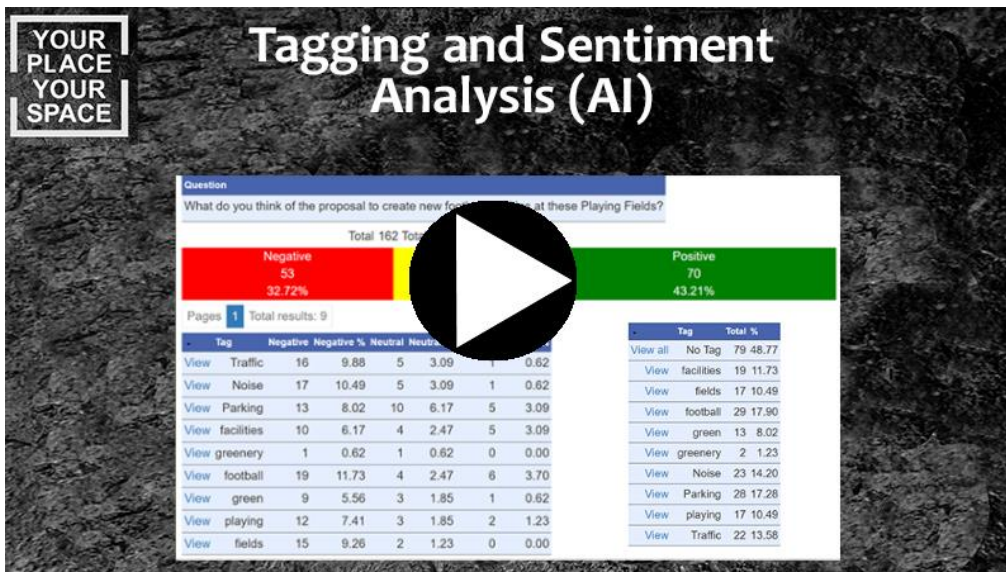 YOUR
PLACE
YOUR
SPACE
Tagging and Sentiment
Analysis (AI)
Question
What do you think of the proposal to create new at these Playing Fields?
Total 162
Negative
53
32.72%
Positive
70
43.21%
Pages 1 Total results: 9
Tag Negative Negative % Neutral
View Traffic 16 9.88 5 3.09 1 0.62
View Noise 17 10.49 5 3.09 1 0.62
View Parking 13 8.02 10 6.17 5 3.09
View facilities 10 6.17 4 2.47 5 3.09
View greenery 1 0.62 1 0.62 0 0.00
View football 19 11.73 4 2.47 6 3.70
View green 9 5.56 3 1.85 1 0.62
View playing 12 7.41 3 1.85 2 1.23
View fields 15 9.26 2 1.23 0 0.00
Tag Total %
View all No Tag 79 48.77
View facilities 19 11.73
View fields 17 10.49
View football 29 17.90
View green 13 8.02
View greenery 2 1.23
View Noise 23 14.20
View Parking 28 17.28
View playing 17 10.49
View Traffic 22 13.58